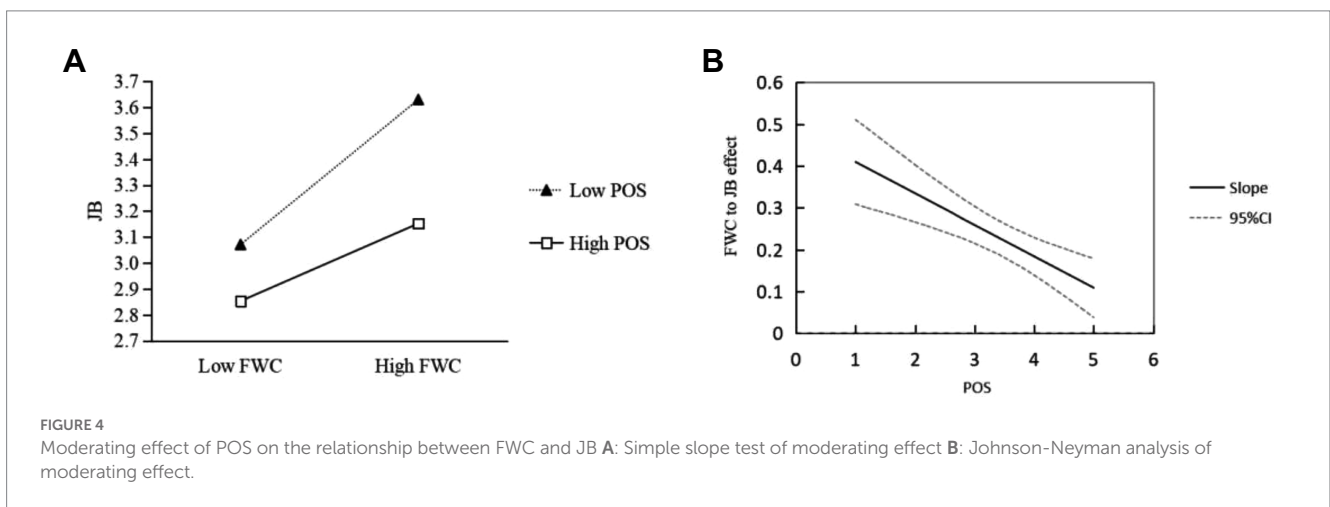 A
3.7
3.6
3.5
3.4
3.3
3.2
3.1
3.0
2.9
2.8
2.7
JB
Low FWC High FWC
Low POS
High POS
B
0.6
0.5
0.4
0.3
0.2
0.1
0
FWC to JB effect
0 1 2 3 4 5 6
POS
Slope
95%CI
FIGURE 4
Moderating effect of POS on the relationship between FWC and JB A: Simple slope test of moderating effect B: Johnson-Neyman analysis of
moderating effect.